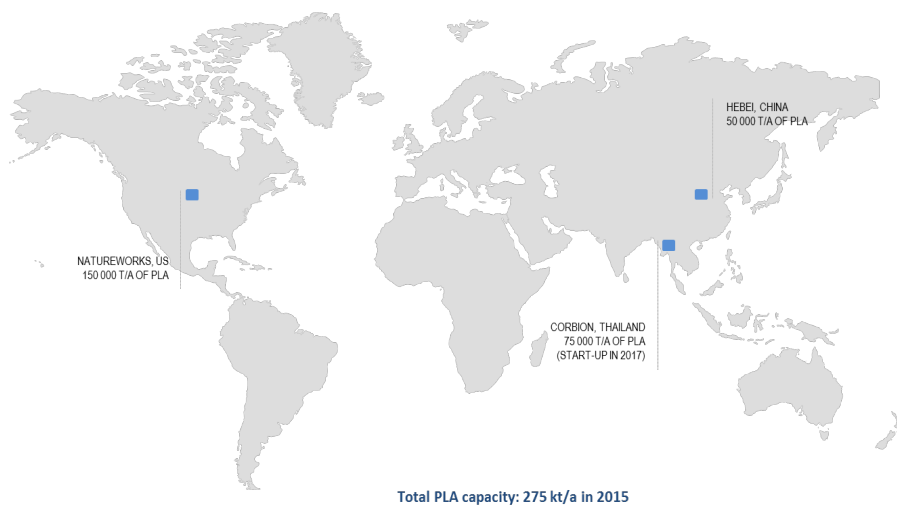 HEBEI, CHINA
50 000 T/A OF PLA
NATUREWORKS, US
150 000 T/A OF PLA
CORBION, THAILAND
75 000 T/A OF PLA
(START-UP IN 2017)
Total PLA capacity: 275 kt/a in 2015